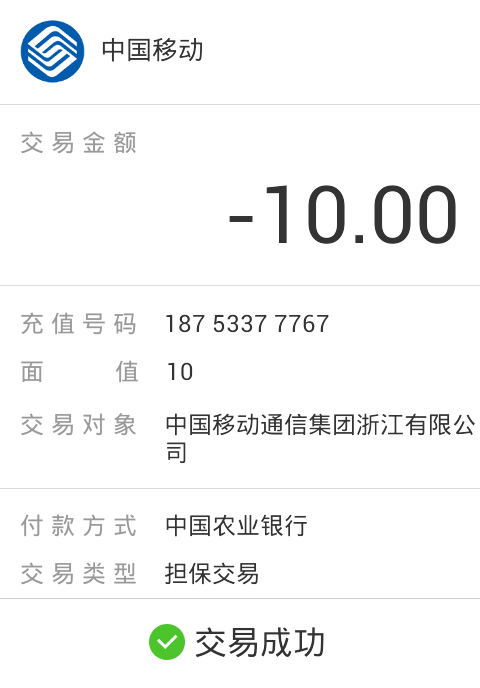 中国移动
交易金额
-10.00
充值号码 187 5337 7767
面值 10
交易对象 中国移动通信集团浙江有限公
司
付款方式 中国农业银行
交易类型 担保交易
交易成功